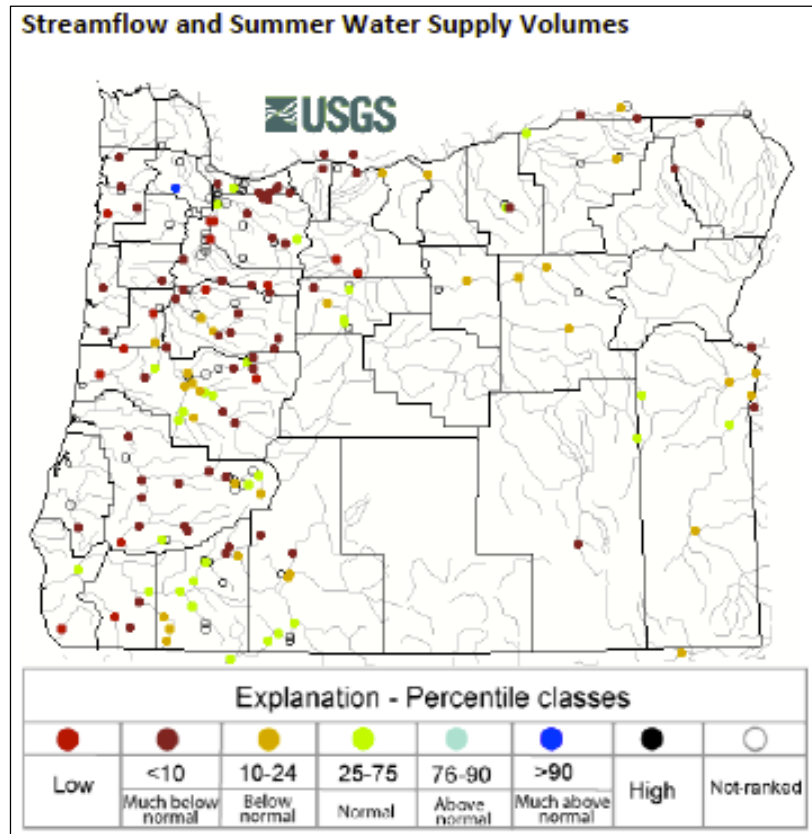 Streamflow and Summer Water Supply Volumes
USGS
Explanation - Percentile classes
Low
<10
Much below normal
10-24
Below normal
25-75
Normal
76-90
Above normal
>90
Much above normal
High
Not-ranked